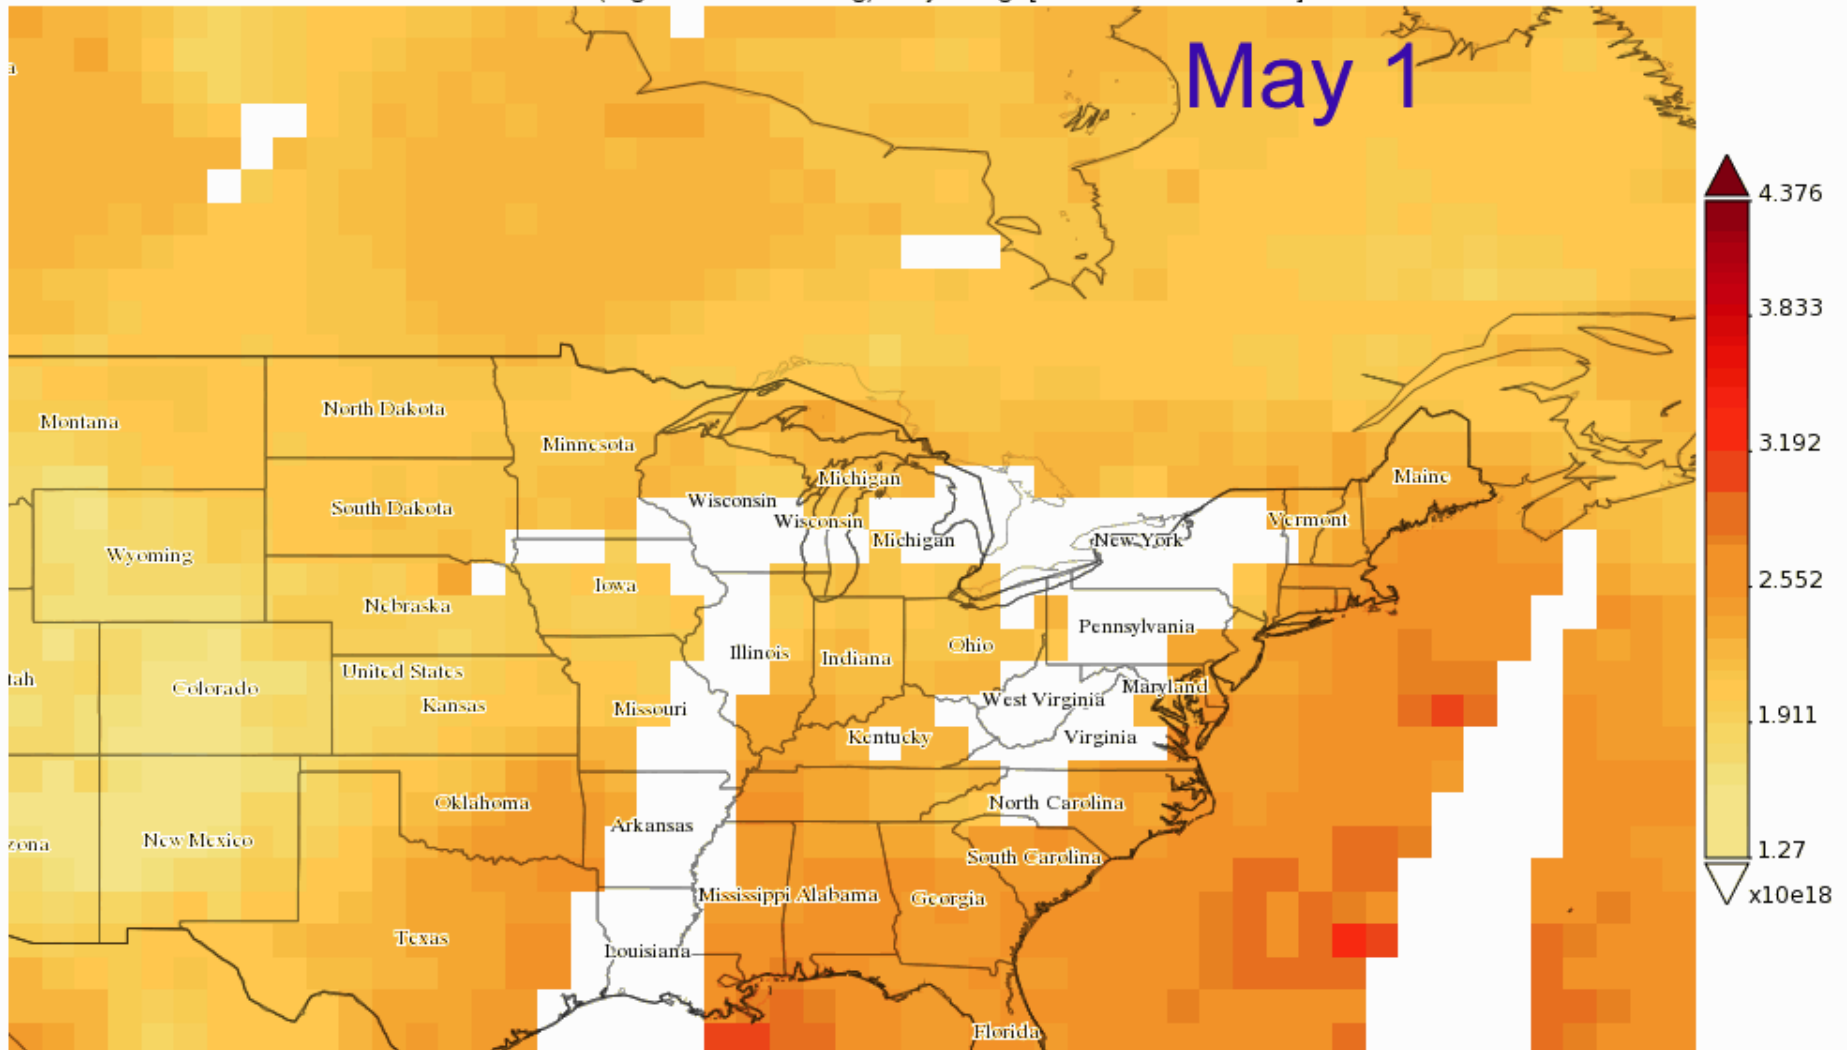 May 1
4.376
3.833
3.192
2.552
1.911
1.27
x10e18
Montana
North Dakota
Minnesota
Michigan
Maine
Wisconsin
South Dakota
Wisconsin
Vermont
Wyoming
Michigan
New York
Iowa
Nebraska
Pennsylvania
Illinois
Indiana
Ohio
United States
tah
Colorado
Maryland
Kansas
Missouri
West Virginia
Kentucky
Virginia
Oklahoma
North Carolina
Arkansas
zona
New Mexico
South Carolina
Mississippi
Alabama
Georgia
Texas
Louisiana
Florida